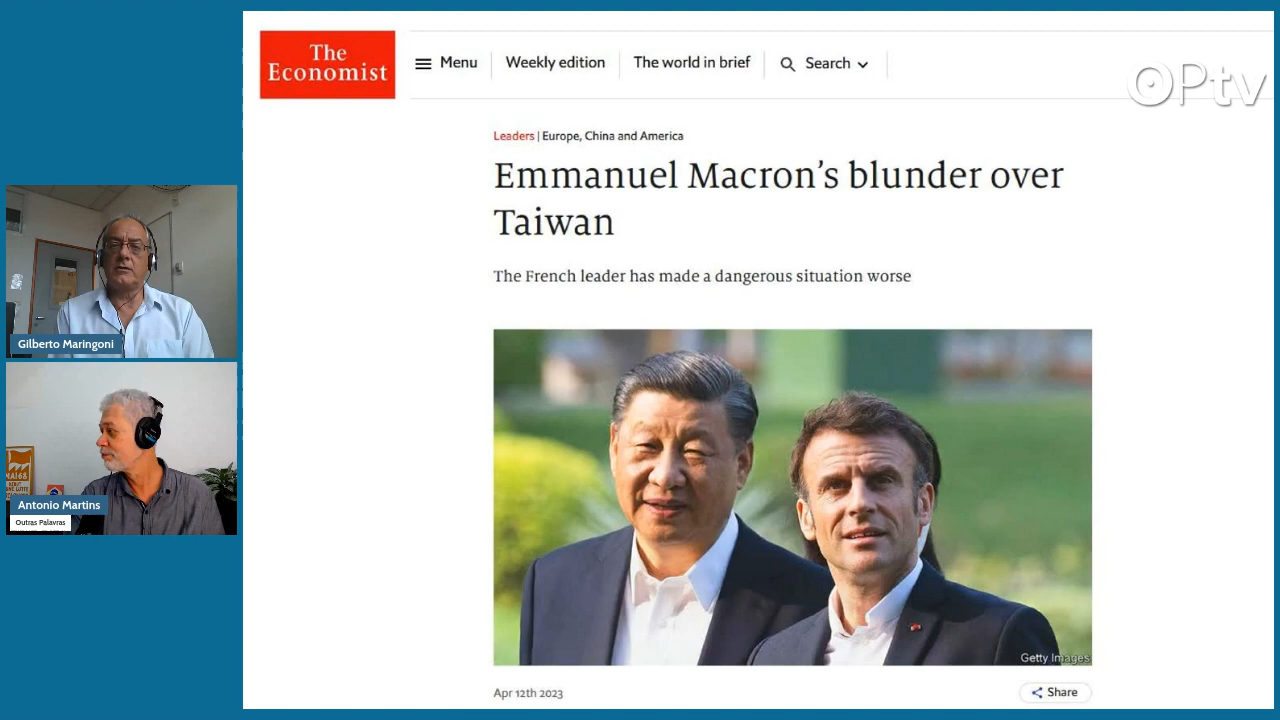 The
Economist
Menu
Weekly edition
The world in brief
Search
OPtv
Leaders | Europe, China and America
Emmanuel Macron’s blunder over
Taiwan
The French leader has made a dangerous situation worse
Getty Images
Apr 12th 2023
Share
Gilberto Maringoni
Antonio Martins
Outras Palavras